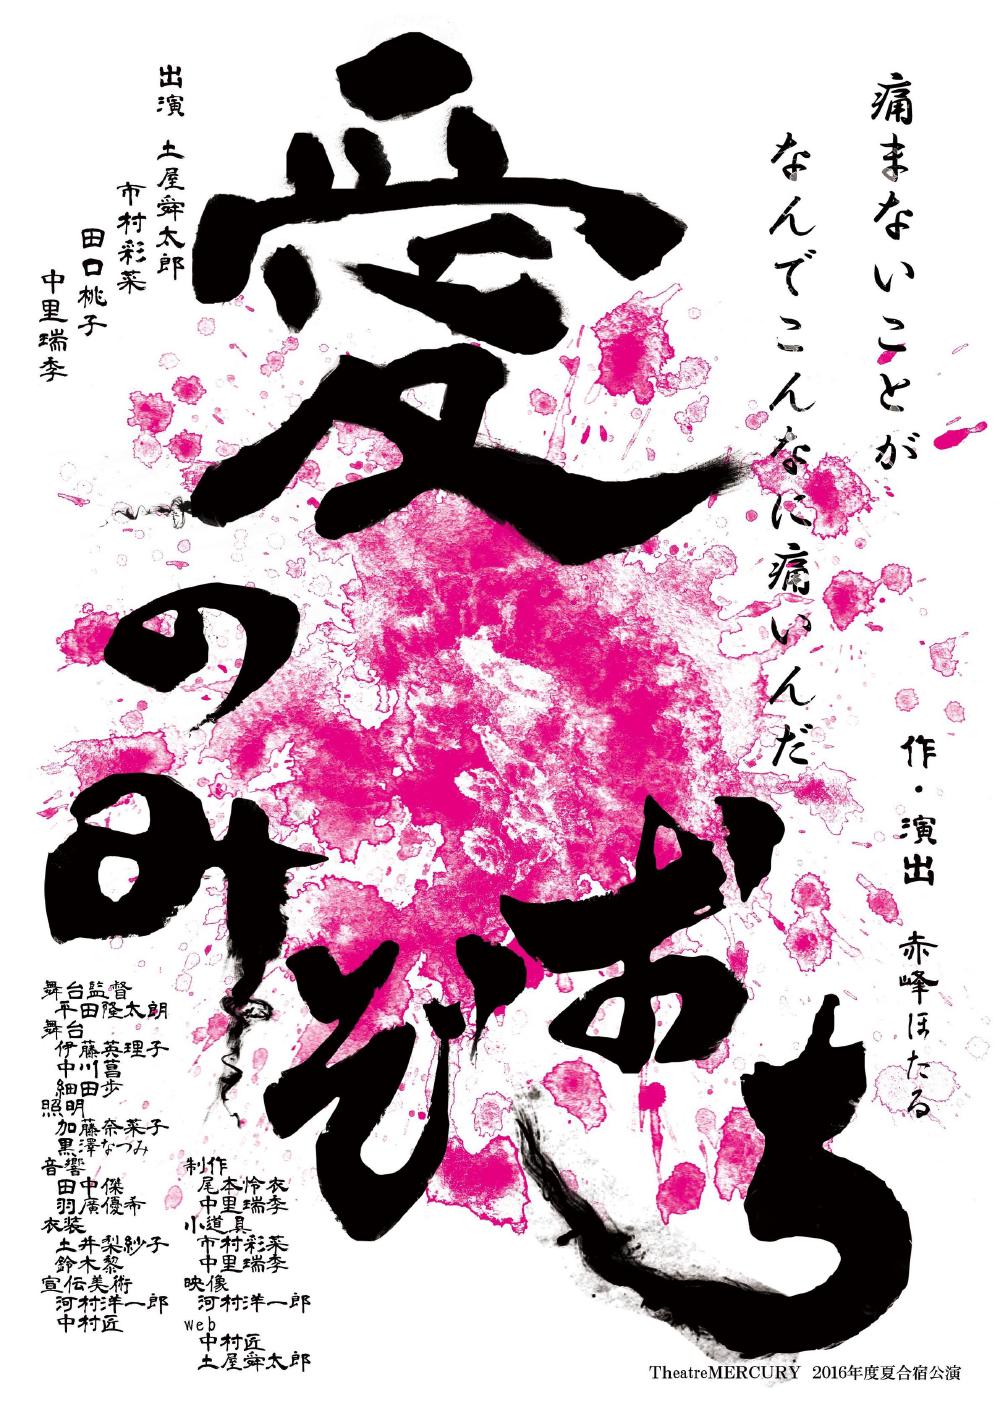 痛まないことが
なんでこんなに痛いんだ
作・演出 赤峰ほたる
愛の
みぞ
おち
出演 土屋舜太郎
市村彩菜
田口桃子
中里瑞季
舞台監督
平田隆太朗
舞台
伊藤英理子
中川菖
細田歩
照明
加藤奈菜子
黒澤なつみ
音響
田中傑
羽廣優希
衣装
土井梨紗子
鈴木黎
宣伝美術
河村洋一郎
中村匠
制作
尾本怜衣
中里瑞季
小道具
市村彩菜
中里瑞季
映像
河村洋一郎
web
中村匠
土屋舜太郎
TheatreMERCURY 2016年度夏合宿公演